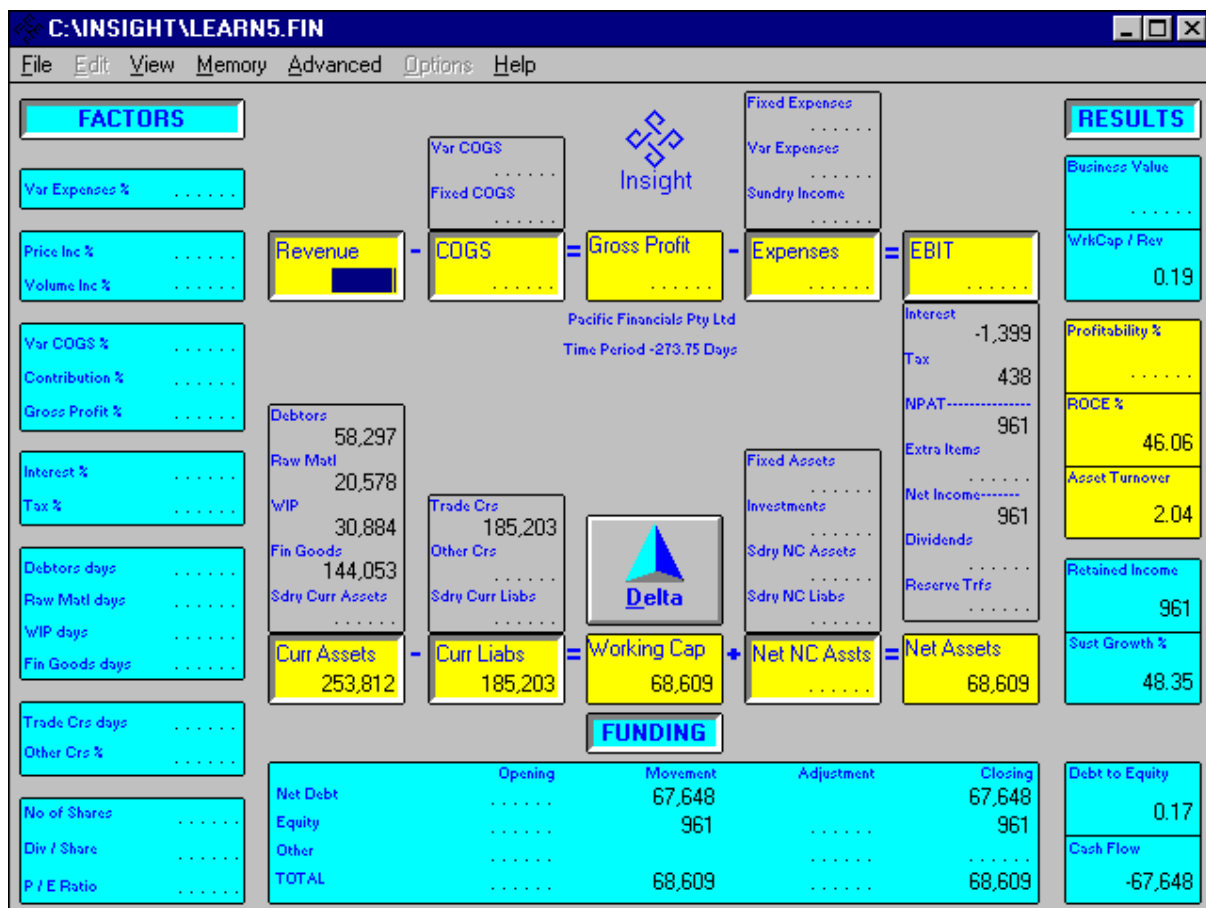 C:\INSIGHT\LEARN5.FIN
File Edit View Memory Advanced Options Help
FACTORS
Var Expenses % . . . . . .
Price Inc % . . . . . .
Volume Inc % . . . . . .
Var COGS % . . . . . .
Contribution % . . . . . .
Gross Profit % . . . . . .
Interest % . . . . . .
Tax % . . . . . .
Debtors days . . . . . .
Raw Matl days . . . . . .
WIP days . . . . . .
Fin Goods days . . . . . .
Trade Crs days . . . . . .
Other Crs % . . . . . .
No of Shares . . . . . .
Div / Share . . . . . .
P / E Ratio . . . . . .
Var COGS
. . . . . .
Fixed COGS
. . . . . .
Insight
Fixed Expenses
. . . . . .
Var Expenses
. . . . . .
Sundry Income
. . . . . .
Revenue - COGS = Gross Profit - Expenses = EBIT
. . . . . . . . . . . . . . . . . . . . . . . .
Pacific Financials Pty Ltd
Time Period -273.75 Days
Interest
-1,399
Tax
438
NPAT---------------
961
Extra Items
. . . . . .
Net Income-------
961
Dividends
. . . . . .
Reserve Trfs
. . . . . .
Debtors
58,297
Raw Matl
20,578
WIP
30,884
Fin Goods
144,053
Sdry Curr Assets
. . . . . .
Trade Crs
185,203
Other Crs
. . . . . .
Sdry Curr Liabs
. . . . . .
Delta
Fixed Assets
. . . . . .
Investments
. . . . . .
Sdry NC Assets
. . . . . .
Sdry NC Liabs
. . . . . .
Curr Assets - Curr Liabs = Working Cap + Net NC Assts = Net Assets
253,812 185,203 68,609 . . . . . . 68,609
FUNDING
Opening Movement Adjustment Closing
Net Debt . . . . . . 67,648 67,648
Equity . . . . . . 961 . . . . . . 961
Other . . . . . . . . . . . . . . . . . .
TOTAL . . . . . . 68,609 . . . . . . 68,609
RESULTS
Business Value
. . . . . .
WrkCap / Rev
0.19
Profitability %
. . . . . .
ROCE %
46.06
Asset Turnover
2.04
Retained Income
961
Sust Growth %
48.35
Debt to Equity
0.17
Cash Flow
-67,648